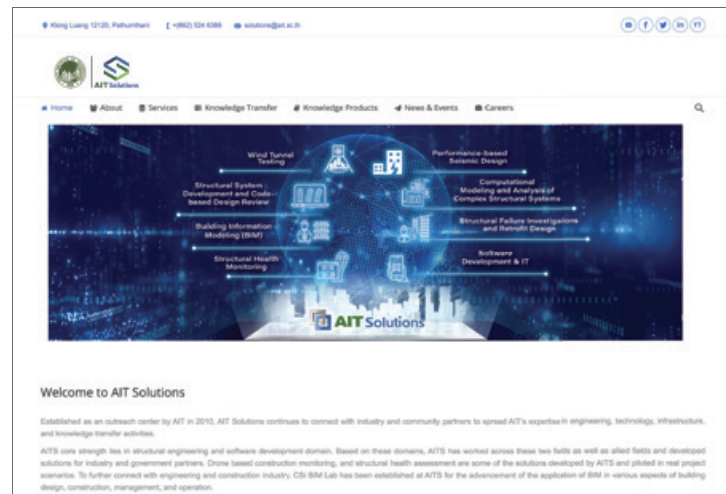 Klong Luang 12120, Pathumthani +(662) 524 6388 solutions@ait.ac.th
AIT Solutions
Home About Services Knowledge Transfer Knowledge Products News & Events Careers
Wind Tunnel
Testing
Performance-based
Seismic Design
Structural System
Development and Code-
based Design Review
Computational
Modeling and Analysis of
Complex Structural Systems
Building Information
Modeling (BIM)
Structural Failure Investigations
and Retrofit Design
Structural Health
Monitoring
Software
Development & IT
AIT Solutions
Welcome to AIT Solutions
Established as an outreach center by AIT in 2010, AIT Solutions continues to connect with industry and community partners to spread AIT's expertise in engineering, technology, infrastructure,
and knowledge transfer activities.
AITS core strength lies in structural engineering and software development domain. Based on these domains, AITS has worked across these two fields as well as allied fields and developed
solutions for industry and government partners. Drone based construction monitoring, and structural health assessment are some of the solutions developed by AITS and piloted in real project
scenarios. To further connect with engineering and construction industry, CSI BIM Lab has been established at AITS for the advancement of the application of BIM in various aspects of building
design, construction, management, and operation.